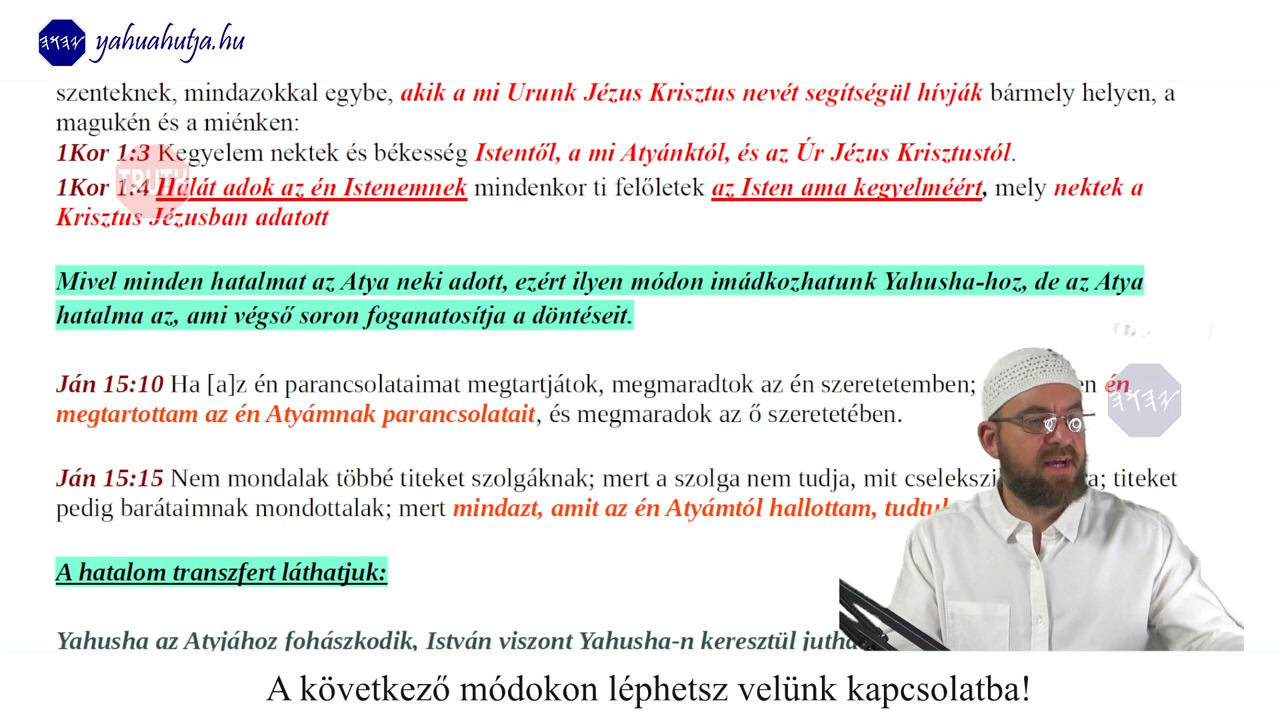 yahuahutja.hu
szenteknek, mindazokkal egybe, akik a mi Urunk Jézus Krisztus nevét segítségül hívják bármely helyen, a
magukén és a miénken:
1Kor 1:3 Kegyelem nektek és békesség Istentől, a mi Atyánktól, és az Úr Jézus Krisztustól.
TRUTH
1Kor 1:4 Hálát adok az én Istenemnek mindenkor ti felőletek az Isten ama kegyelméért, mely nektek a
Krisztus Jézusban adatott
Mivel minden hatalmat az Atya neki adott, ezért ilyen módon imádkozhatunk Yahusha-hoz, de az Atya
hatalma az, ami végső soron foganatosítja a döntéseit.
Ján 15:10 Ha [a]z én parancsolataimat megtartjátok, megmaradtok az én szeretetemben; én
megtartottam az én Atyámnak parancsolatait, és megmaradok az ő szeretetében.
Ján 15:15 Nem mondalak többé titeket szolgáknak; mert a szolga nem tudja, mit titeket
pedig barátaimnak mondottalak; mert mindazt, amit az én Atyámtól hallottam,
A hatalom transzfert láthatjuk:
Yahusha az Atyjához fohászkodik, István viszont Yahusha-n keresztül
A következő módokon léphetsz velünk kapcsolatba!